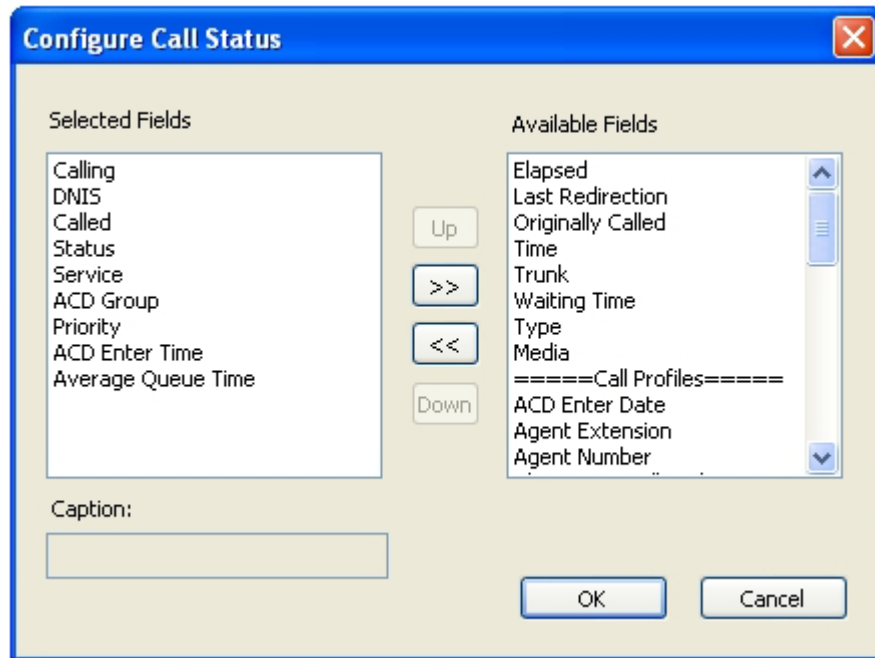 Configure Call Status
Selected Fields
Calling
DNIS
Called
Status
Service
ACD Group
Priority
ACD Enter Time
Average Queue Time
Up
>>
<<
Down
Available Fields
Elapsed
Last Redirection
Originally Called
Time
Trunk
Waiting Time
Type
Media
=====Call Profiles=====
ACD Enter Date
Agent Extension
Agent Number
Caption:
OK
Cancel